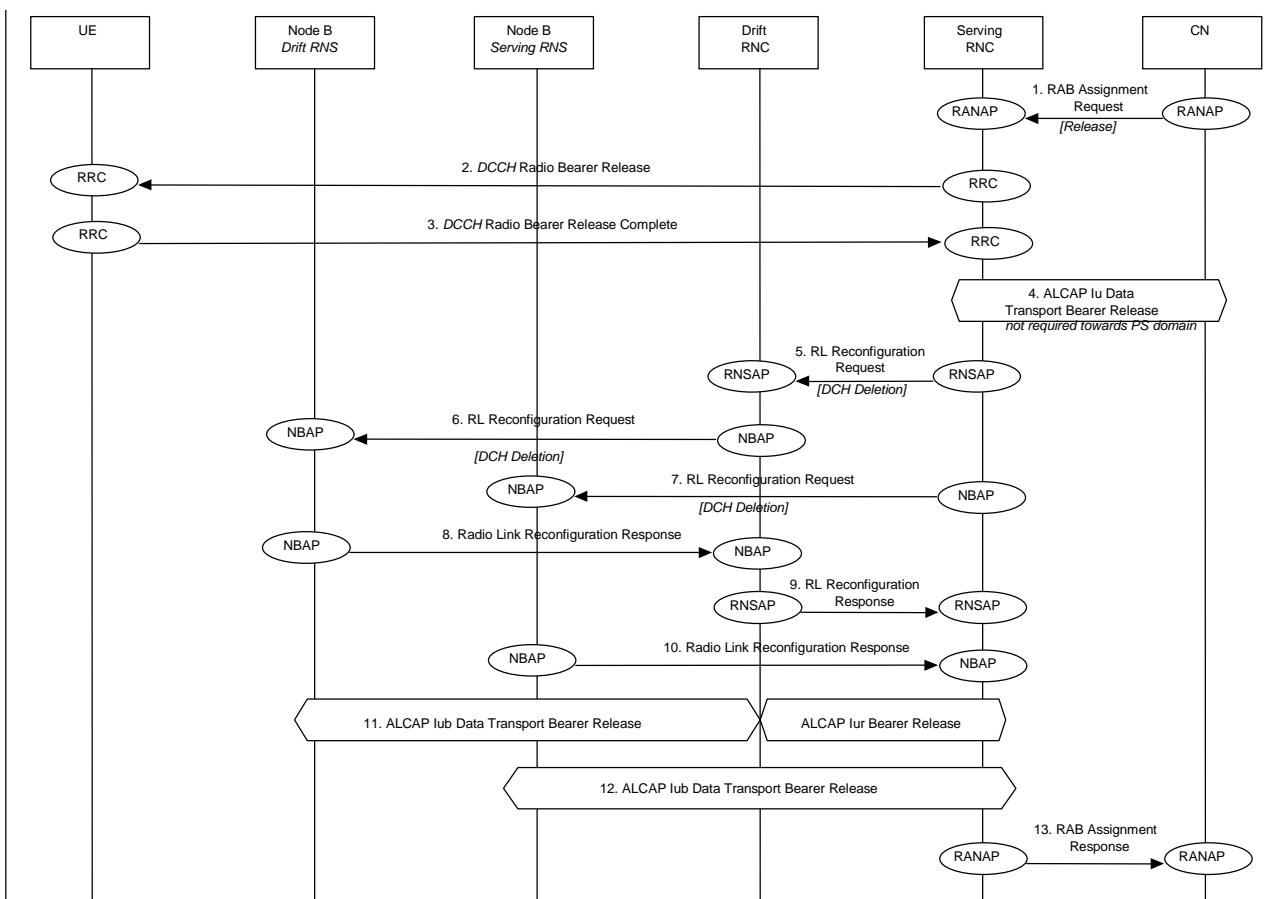 UE
Node B
Drift RNS
Node B
Serving RNS
Drift
RNC
Serving
RNC
CN
1. RAB Assignment
Request
[Release]
RANAP
RANAP
2. DCCH Radio Bearer Release
RRC
RRC
3. DCCH Radio Bearer Release Complete
RRC
RRC
4. ALCAP Iu Data
Transport Bearer Release
not required towards PS domain
5. RL Reconfiguration
Request
[DCH Deletion]
RNSAP
RNSAP
6. RL Reconfiguration Request
[DCH Deletion]
NBAP
NBAP
7. RL Reconfiguration Request
[DCH Deletion]
NBAP
NBAP
8. Radio Link Reconfiguration Response
NBAP
NBAP
9. RL Reconfiguration
Response
RNSAP
RNSAP
10. Radio Link Reconfiguration Response
NBAP
NBAP
11. ALCAP Iub Data Transport Bearer Release
ALCAP Iur Bearer Release
12. ALCAP Iub Data Transport Bearer Release
13. RAB Assignment
Response
RANAP
RANAP